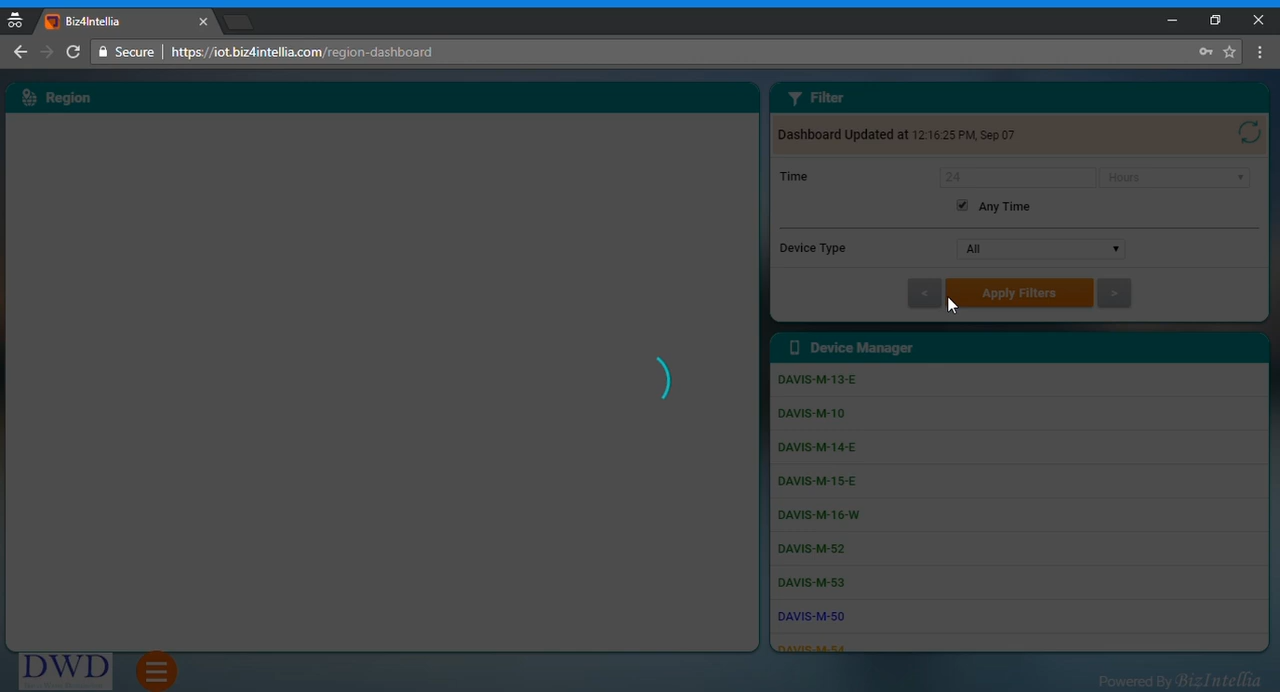 Biz4Intellia
Secure https://iot.biz4intellia.com/region-dashboard
Region
Filter
Dashboard Updated at 12:16:25 PM, Sep 07
Time 24 Hours
Any Time
Device Type All
< Apply Filters >
Device Manager
DAVIS-M-13-E
DAVIS-M-10
DAVIS-M-14-E
DAVIS-M-15-E
DAVIS-M-16-W
DAVIS-M-52
DAVIS-M-53
DAVIS-M-50
DAVIS-M-54
DWD
Powered By BizIntellia